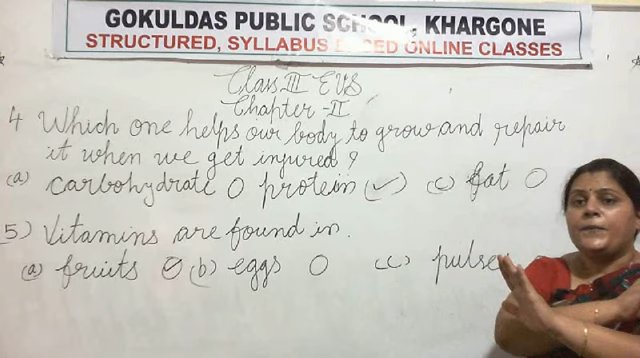 GOKULDAS PUBLIC SCHOOL, KHARGONE
STRUCTURED, SYLLABUS ONLINE CLASSES
Class III EVS
Chapter-II
4 Which one helps our body to grow and repair
it when we get injured?
(a) carbohydrate O protein (✓) (c) fat O
5) Vitamins are found in.
(a) fruits ✓ (b) eggs O (c) pulse